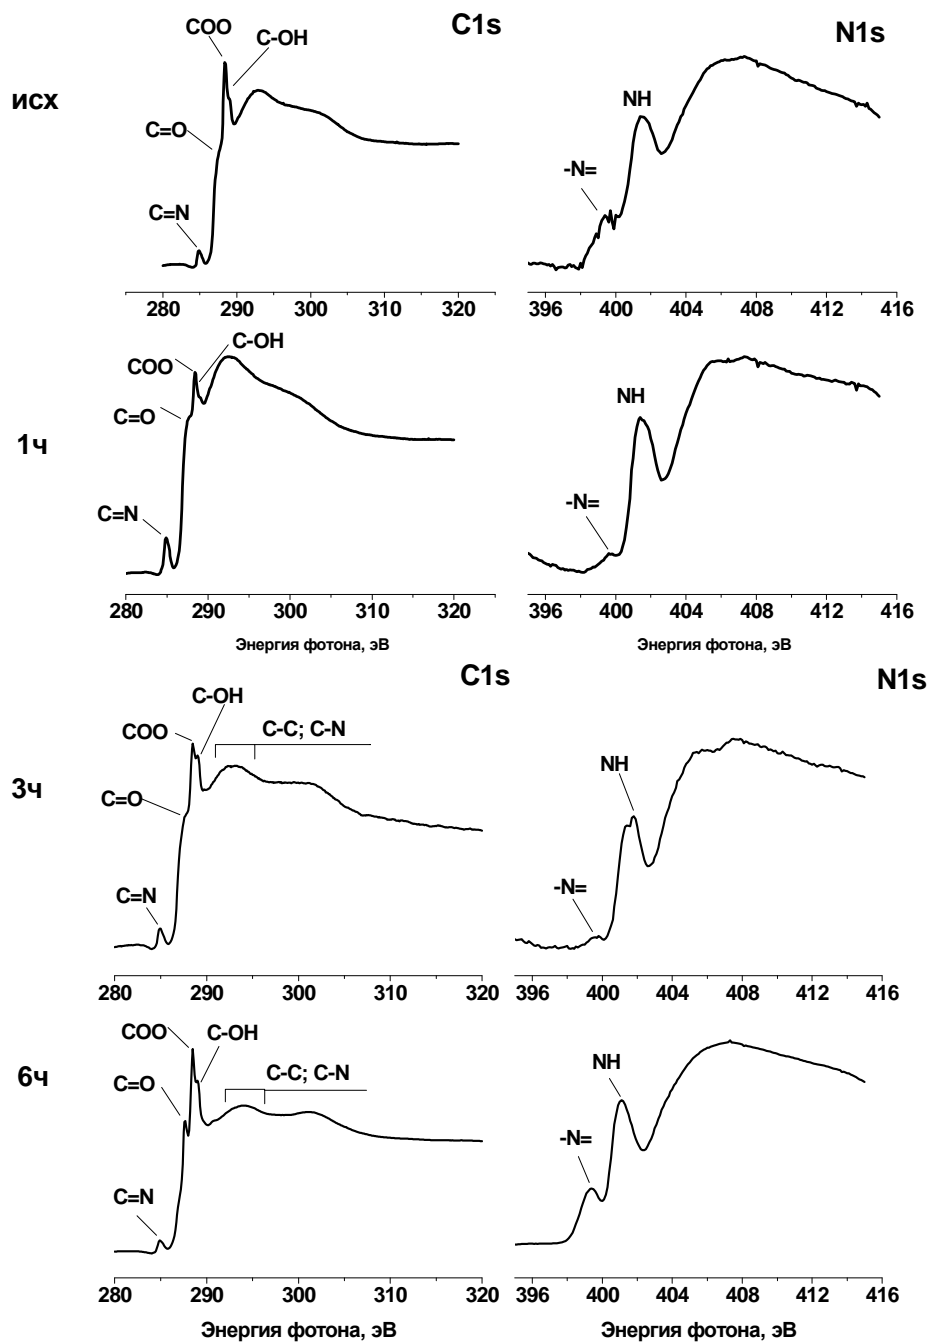 C1s
N1s
COO
C-OH
исх
NH
C=O
-N=
C=N
280 290 300 310 320
396 400 404 408 412 416
C-OH
COO
NH
C=O
1ч
-N=
C=N
280 290 300 310 320
396 400 404 408 412 416
Энергия фотона, эВ
Энергия фотона, эВ
C1s
N1s
C-OH
COO
C-C; C-N
NH
3ч
C=O
-N=
C=N
280 290 300 310 320
396 400 404 408 412 416
COO
C-OH
NH
6ч
C-C; C-N
C=O
-N=
C=N
280 290 300 310 320
396 400 404 408 412 416
Энергия фотона, эВ
Энергия фотона, эВ